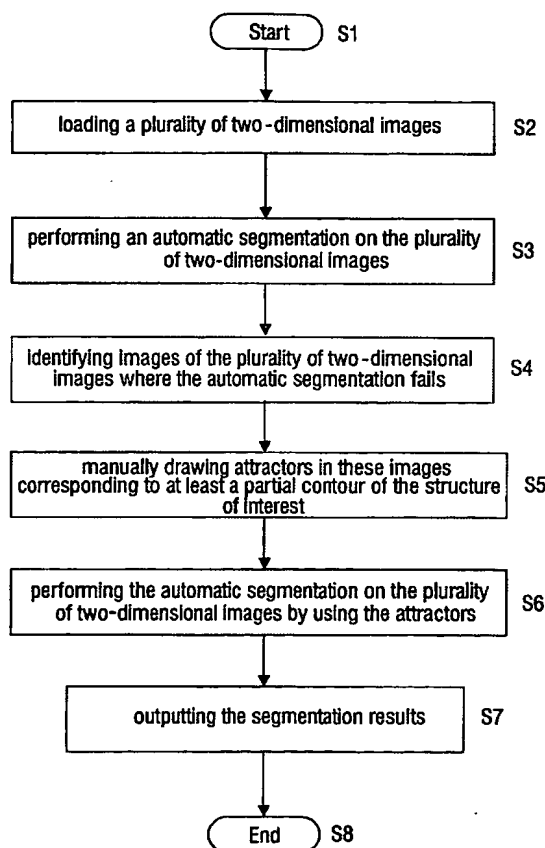 Start S1
loading a plurality of two-dimensional images S2
performing an automatic segmentation on the plurality
of two-dimensional images S3
identifying images of the plurality of two-dimensional
images where the automatic segmentation fails S4
manually drawing attractors in these images
corresponding to at least a partial contour of the structure
of interest S5
performing the automatic segmentation on the plurality
of two-dimensional images by using the attractors S6
outputting the segmentation results S7
End S8